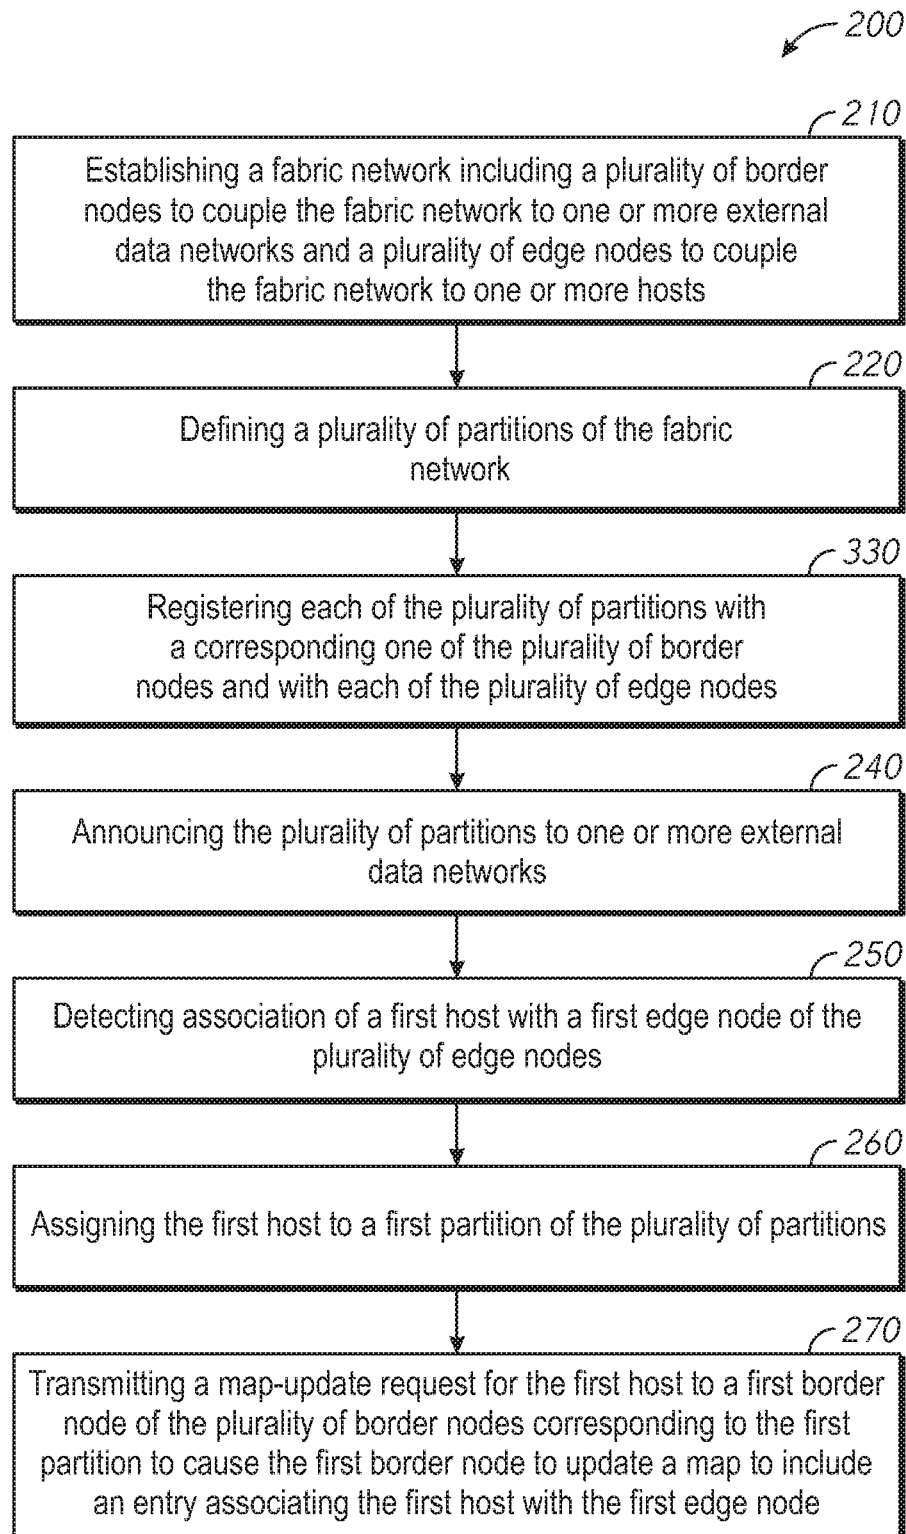 200
210
Establishing a fabric network including a plurality of border
nodes to couple the fabric network to one or more external
data networks and a plurality of edge nodes to couple
the fabric network to one or more hosts
220
Defining a plurality of partitions of the fabric
network
330
Registering each of the plurality of partitions with
a corresponding one of the plurality of border
nodes and with each of the plurality of edge nodes
240
Announcing the plurality of partitions to one or more external
data networks
250
Detecting association of a first host with a first edge node of the
plurality of edge nodes
260
Assigning the first host to a first partition of the plurality of partitions
270
Transmitting a map-update request for the first host to a first border
node of the plurality of border nodes corresponding to the first
partition to cause the first border node to update a map to include
an entry associating the first host with the first edge node